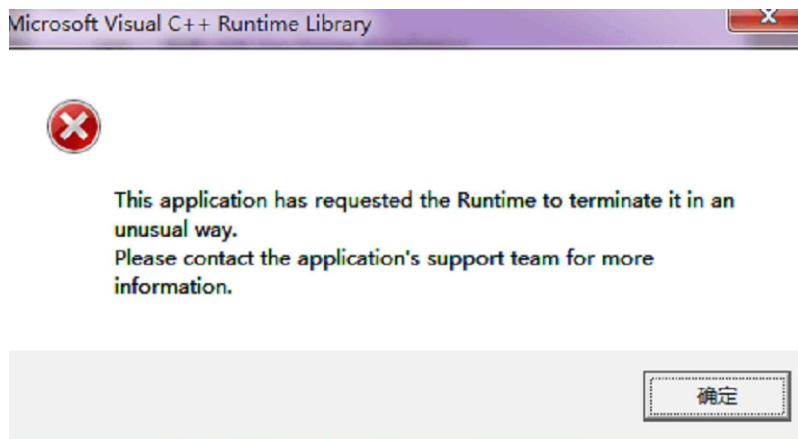 Microsoft Visual C++ Runtime Library
This application has requested the Runtime to terminate it in an
unusual way.
Please contact the application's support team for more
information.
确定